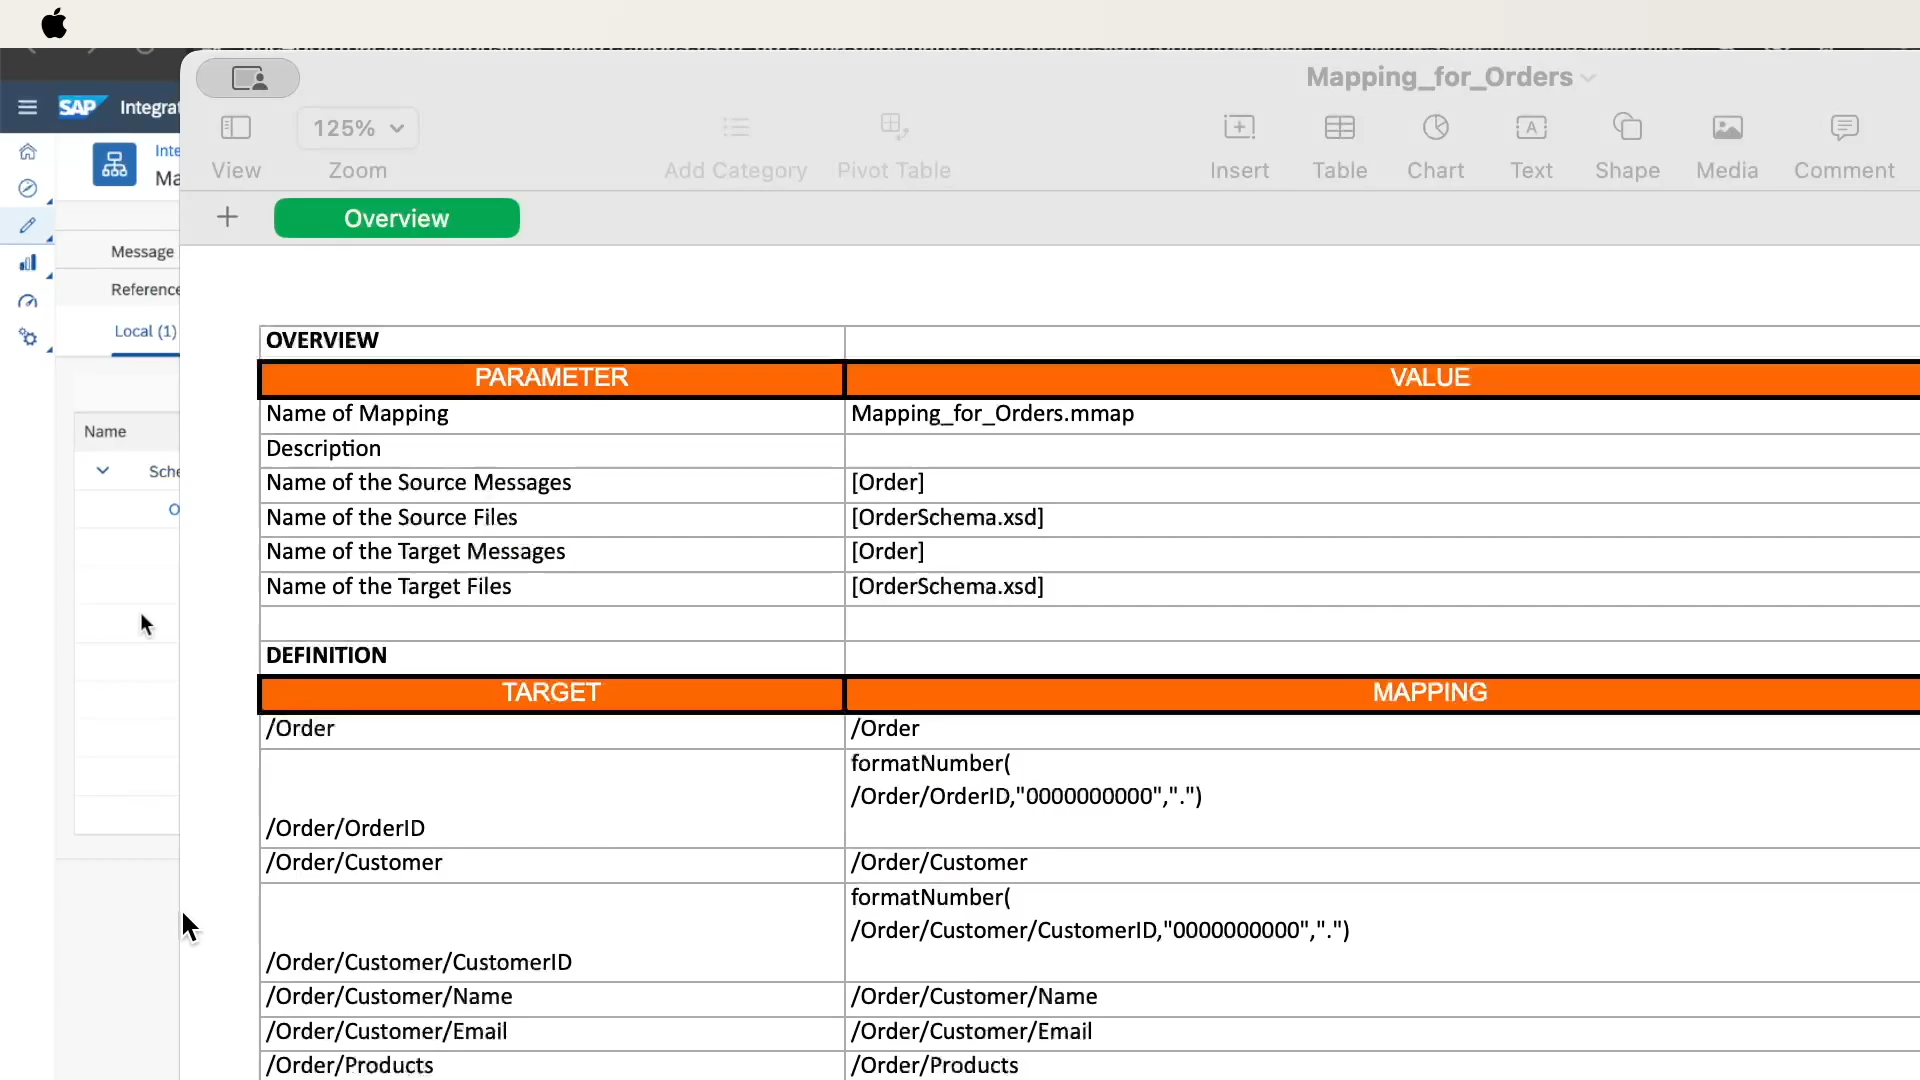 Mapping_for_Orders
SAP Integrat
125%
View
Zoom
Add Category
Pivot Table
Insert
Table
Chart
Text
Shape
Media
Comment
Inte
Ma
Overview
Message
Reference
Local (1)
Name
Sche
O
OVERVIEW
PARAMETER VALUE
Name of Mapping Mapping_for_Orders.mmap
Description
Name of the Source Messages [Order]
Name of the Source Files [OrderSchema.xsd]
Name of the Target Messages [Order]
Name of the Target Files [OrderSchema.xsd]
DEFINITION
TARGET MAPPING
/Order /Order
formatNumber(
/Order/OrderID,"0000000000",".")
/Order/OrderID
/Order/Customer /Order/Customer
formatNumber(
/Order/Customer/CustomerID,"0000000000",".")
/Order/Customer/CustomerID
/Order/Customer/Name /Order/Customer/Name
/Order/Customer/Email /Order/Customer/Email
/Order/Products /Order/Products